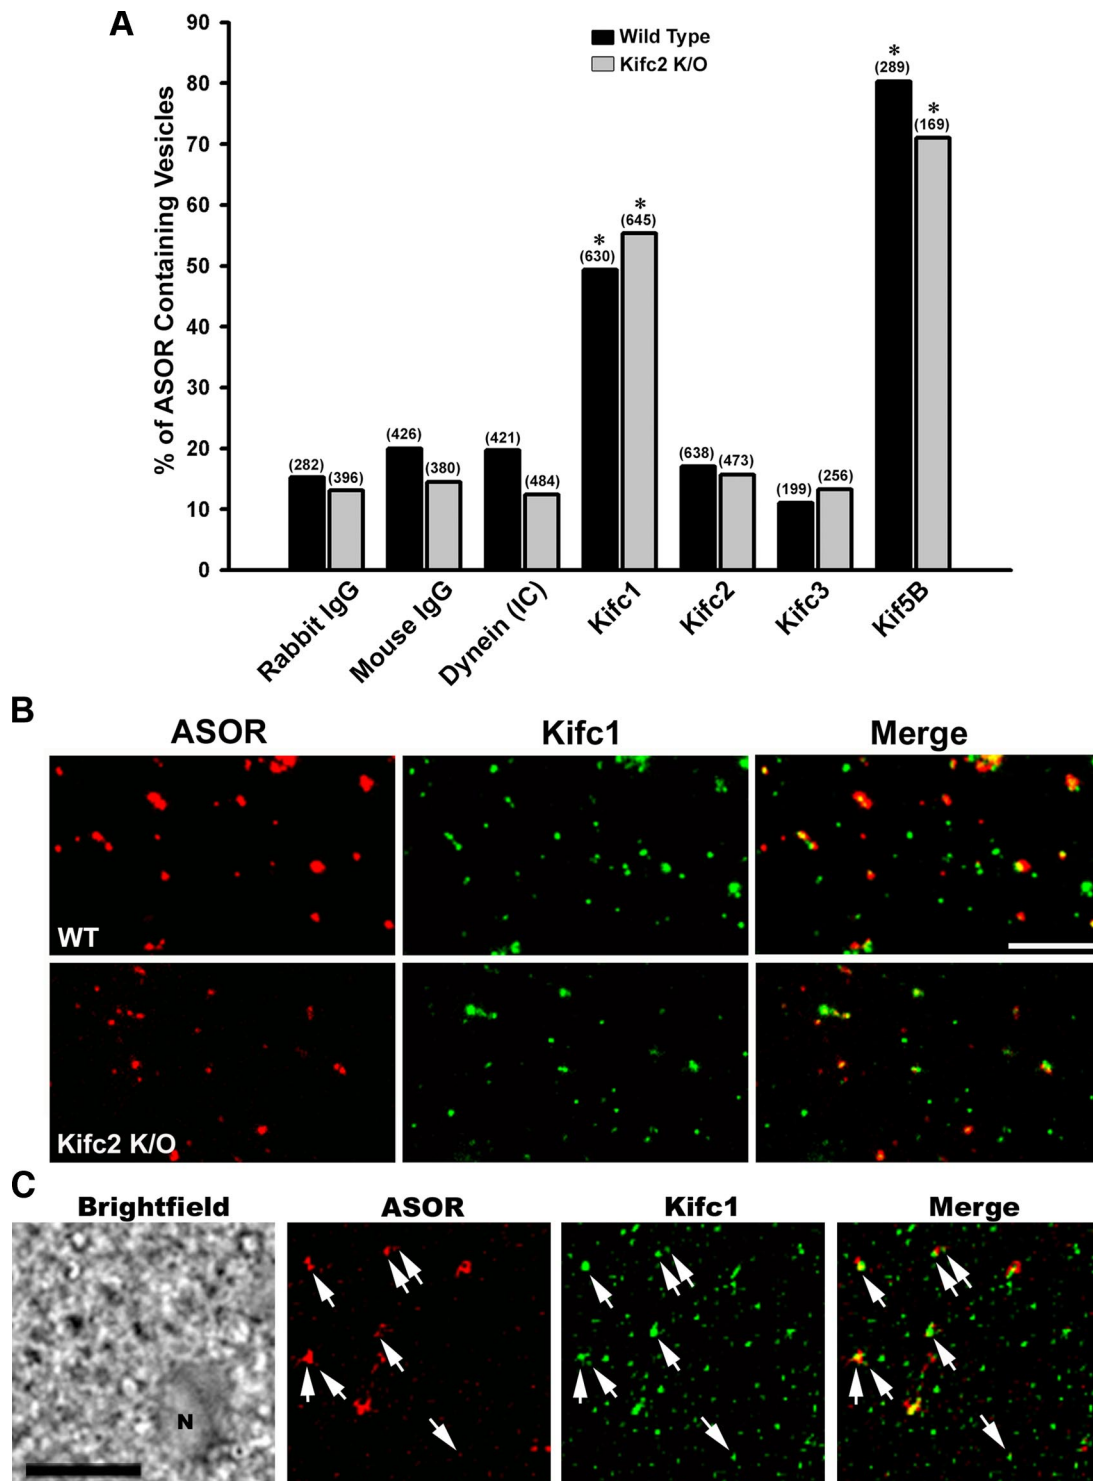 A
Wild Type
Kifc2 K/O
% of ASOR Containing Vesicles
90
80
70
60
50
40
30
20
10
0
(282)
(396)
(426)
(380)
(421)
(484)
*
(630)
*
(645)
(638)
(473)
(199)
(256)
*
(289)
*
(169)
Rabbit IgG
Mouse IgG
Dynein (IC)
Kifc1
Kifc2
Kifc3
Kif5B
B
ASOR Kifc1 Merge
WT
Kifc2 K/O
C
Brightfield ASOR Kifc1 Merge
N